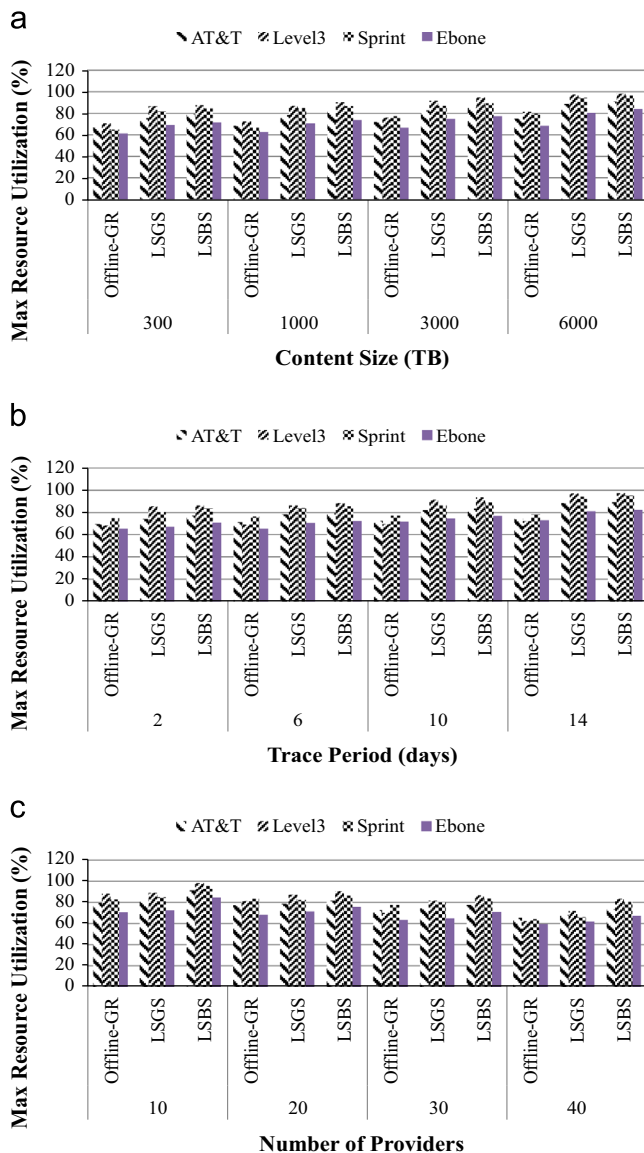 a
AT&T Level3 Sprint Ebone
Max Resource Utilization (%)
120
100
80
60
40
20
0
Offline-GR LSGS LSBS Offline-GR LSGS LSBS Offline-GR LSGS LSBS Offline-GR LSGS LSBS
300 1000 3000 6000
Content Size (TB)
b
AT&T Level3 Sprint Ebone
Max Resource Utilization (%)
120
100
80
60
40
20
0
Offline-GR LSGS LSBS Offline-GR LSGS LSBS Offline-GR LSGS LSBS Offline-GR LSGS LSBS
2 6 10 14
Trace Period (days)
c
AT&T Level3 Sprint Ebone
Max Resource Utilization (%)
120
100
80
60
40
20
0
Offline-GR LSGS LSBS Offline-GR LSGS LSBS Offline-GR LSGS LSBS Offline-GR LSGS LSBS
10 20 30 40
Number of Providers